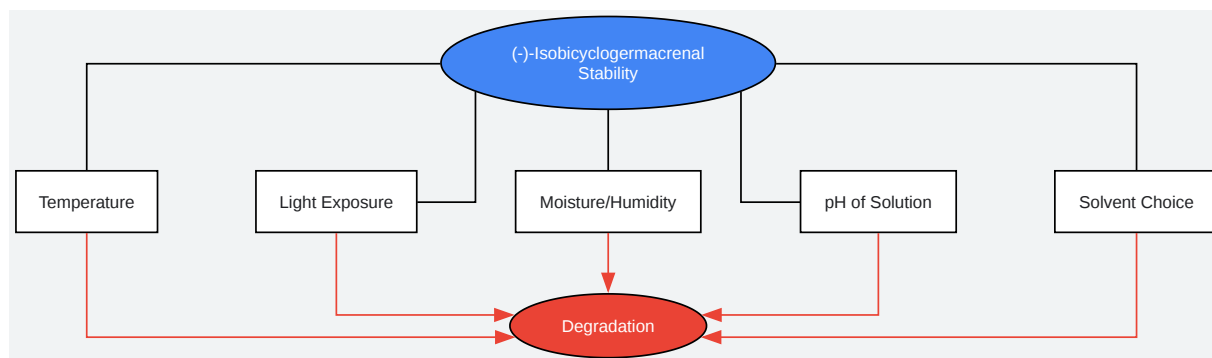 (-)-Isobicyclogermacrenal
Stability
Temperature
Light Exposure
Moisture/Humidity
pH of Solution
Solvent Choice
Degradation